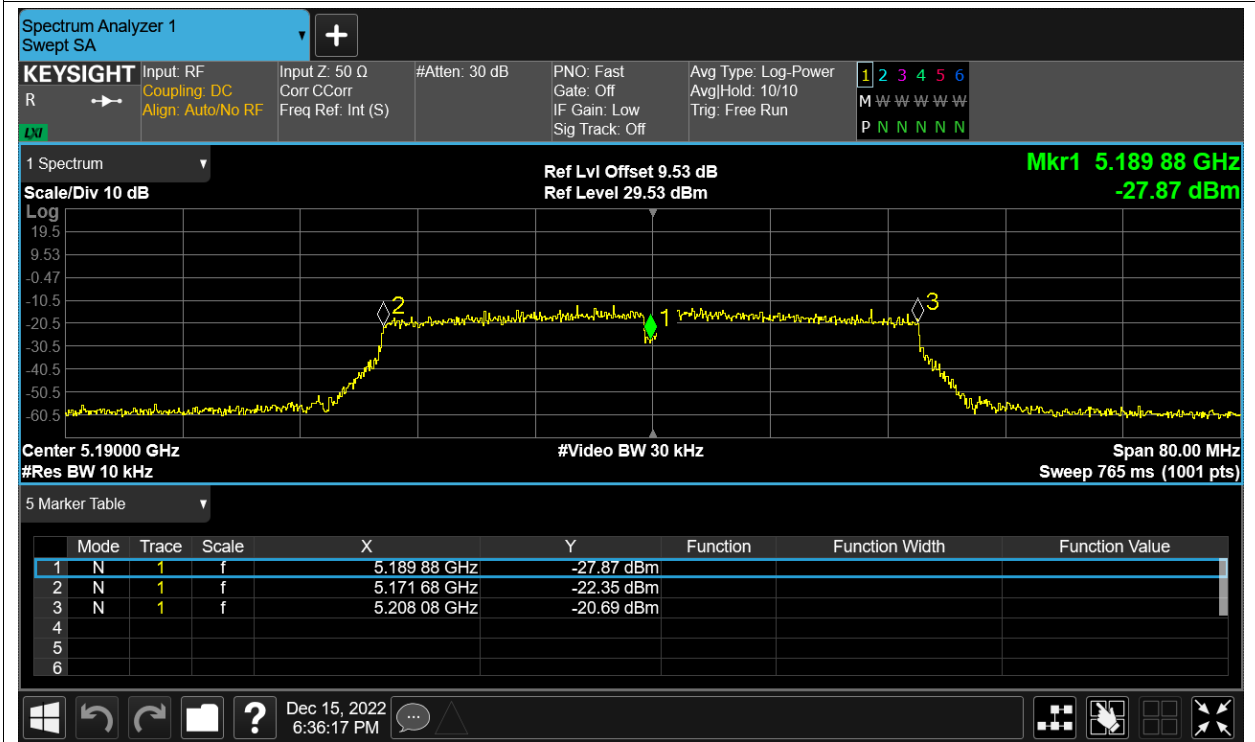 Spectrum Analyzer 1
Swept SA
+
KEYSIGHT
R
LXI
Input: RF
Coupling: DC
Align: Auto/No RF
Input Z: 50 Ω
Corr CCorr
Freq Ref: Int (S)
#Atten: 30 dB
PNO: Fast
Gate: Off
IF Gain: Low
Sig Track: Off
Avg Type: Log-Power
Avg|Hold: 10/10
Trig: Free Run
1 2 3 4 5 6
M W W W W W
P N N N N N
1 Spectrum
Scale/Div 10 dB
Ref Lvl Offset 9.53 dB
Ref Level 29.53 dBm
Mkr1 5.189 88 GHz
-27.87 dBm
Log
19.5
9.53
-0.47
-10.5
-20.5
-30.5
-40.5
-50.5
-60.5
2
1
3
Center 5.19000 GHz
#Video BW 30 kHz
Span 80.00 MHz
#Res BW 10 kHz
Sweep 765 ms (1001 pts)
5 Marker Table
Mode Trace Scale X Y Function Function Width Function Value
1 N 1 f 5.189 88 GHz -27.87 dBm
2 N 1 f 5.171 68 GHz -22.35 dBm
3 N 1 f 5.208 08 GHz -20.69 dBm
4
5
6
?
Dec 15, 2022
6:36:17 PM